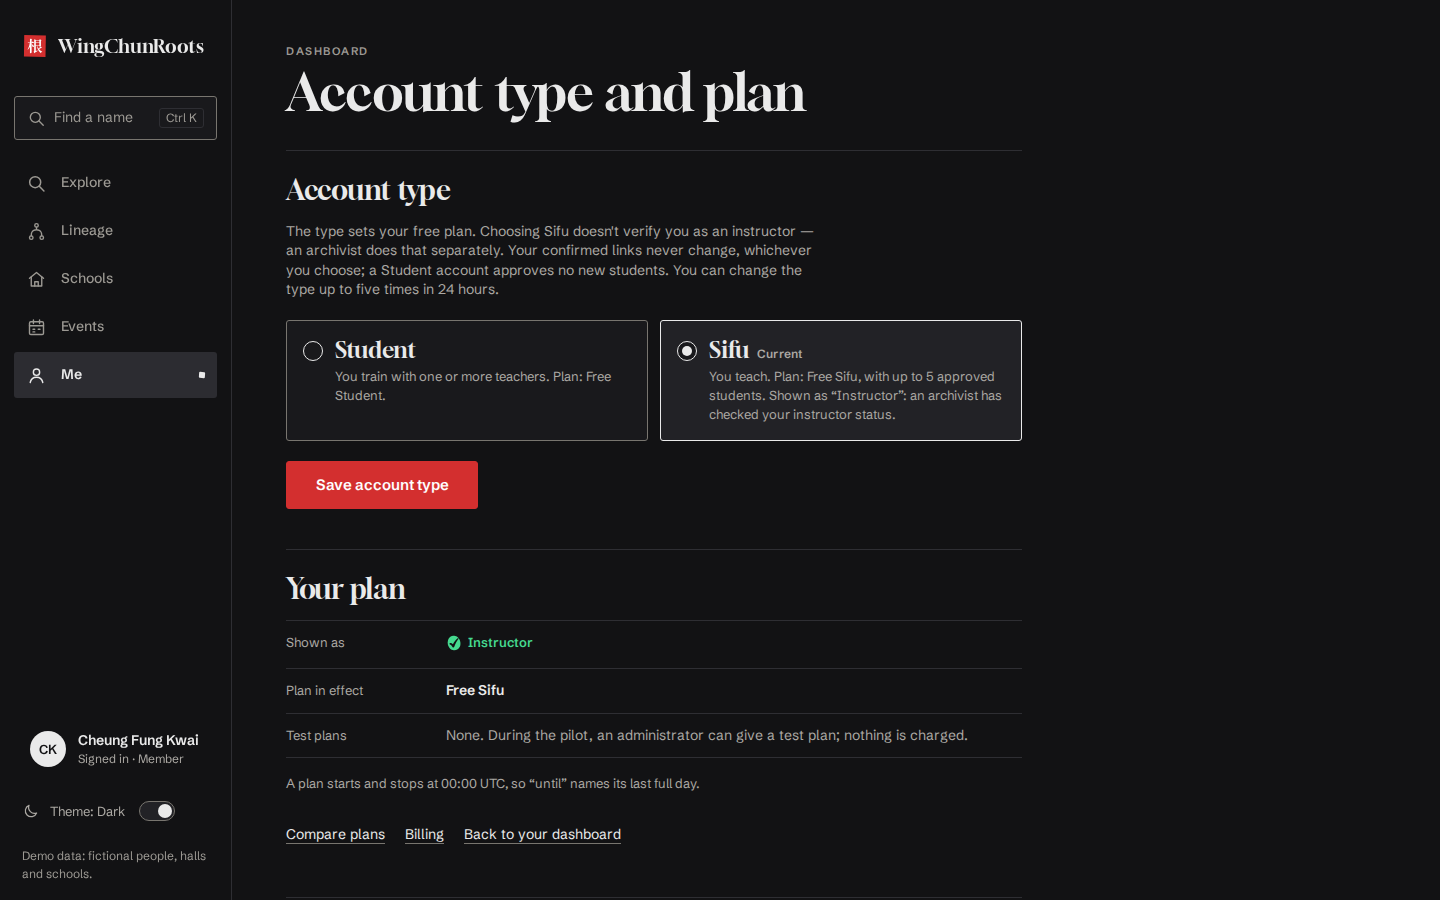 根 WingChunRoots
Find a name Ctrl K
Explore
Lineage
Schools
Events
Me
CK
Cheung Fung Kwai
Signed in · Member
Theme: Dark
Demo data: fictional people, halls
and schools.
DASHBOARD
Account type and plan
Account type
The type sets your free plan. Choosing Sifu doesn't verify you as an instructor —
an archivist does that separately. Your confirmed links never change, whichever
you choose; a Student account approves no new students. You can change the
type up to five times in 24 hours.
Student
You train with one or more teachers. Plan: Free
Student.
Sifu Current
You teach. Plan: Free Sifu, with up to 5 approved
students. Shown as “Instructor”: an archivist has
checked your instructor status.
Save account type
Your plan
Shown as Instructor
Plan in effect Free Sifu
Test plans None. During the pilot, an administrator can give a test plan; nothing is charged.
A plan starts and stops at 00:00 UTC, so “until” names its last full day.
Compare plans Billing Back to your dashboard